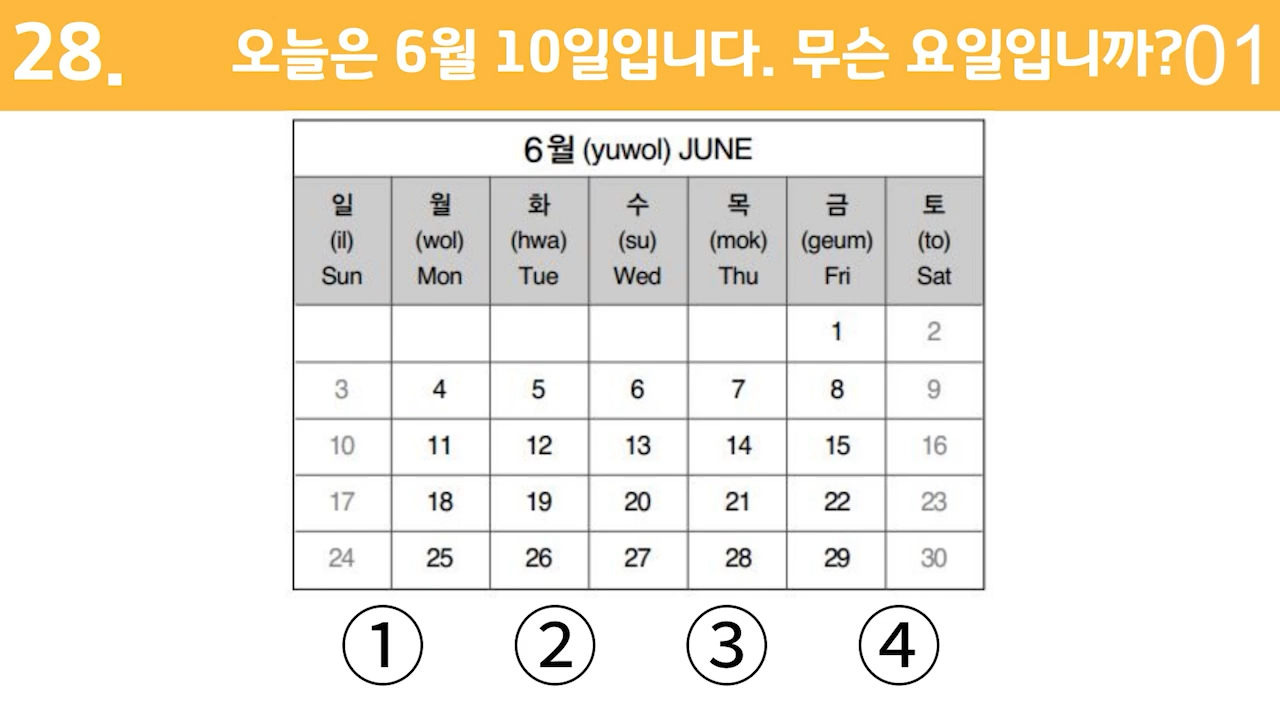 28. 오늘은 6월 10일입니다. 무슨 요일입니까?01
6월 (yuwol) JUNE
일 월 화 수 목 금 토
(il) (wol) (hwa) (su) (mok) (geum) (to)
Sun Mon Tue Wed Thu Fri Sat
1 2
3 4 5 6 7 8 9
10 11 12 13 14 15 16
17 18 19 20 21 22 23
24 25 26 27 28 29 30
① ② ③ ④